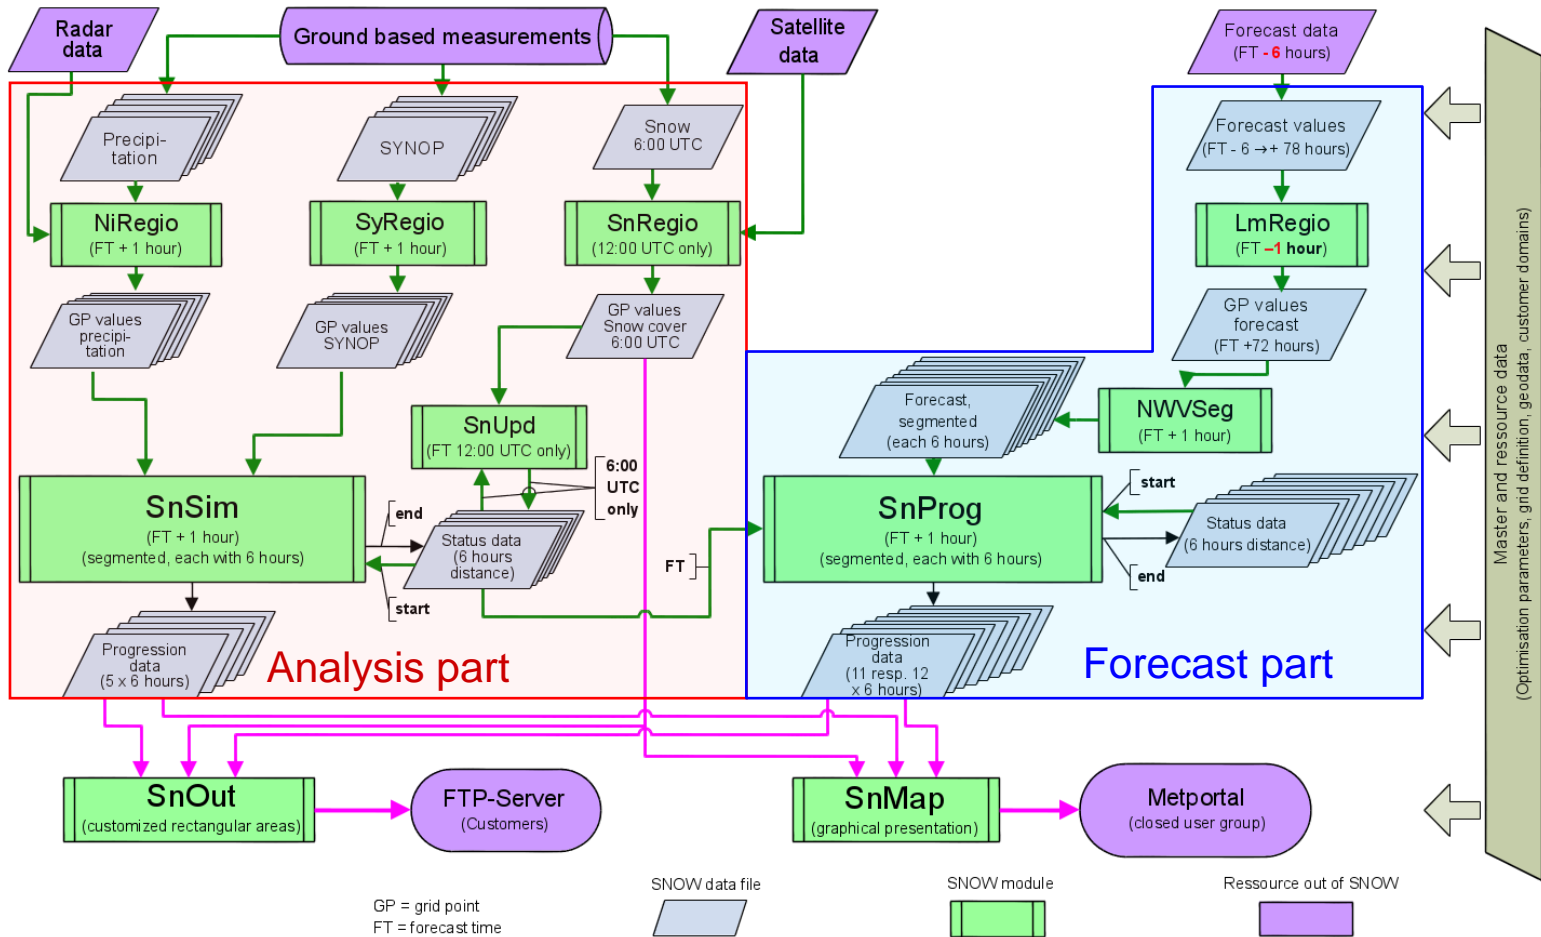 Radar
data
Ground based measurements
Satellite
data
Forecast data
(FT - 6 hours)
Precipi-
tation
SYNOP
Snow
6:00 UTC
Forecast values
(FT - 6 →+ 78 hours)
NiRegio
(FT + 1 hour)
SyRegio
(FT + 1 hour)
SnRegio
(12:00 UTC only)
LmRegio
(FT –1 hour)
GP values
precipi-
tation
GP values
SYNOP
GP values
Snow cover
6:00 UTC
GP values
forecast
(FT +72 hours)
SnUpd
(FT 12:00 UTC only)
Forecast,
segmented
(each 6 hours)
NWVSeg
(FT + 1 hour)
6:00
UTC
only
SnSim
(FT + 1 hour)
(segmented, each with 6 hours)
end
start
Status data
(6 hours
distance)
FT
SnProg
(FT + 1 hour)
(segmented, each with 6 hours)
start
end
Status data
(6 hours distance)
Progression
data
(5 x 6 hours)
Analysis part
Progression
data
(11 resp. 12
x 6 hours)
Forecast part
Master and ressource data
(Optimisation parameters, grid definition, geodata, customer domains)
SnOut
(customized rectangular areas)
FTP-Server
(Customers)
SnMap
(graphical presentation)
Metportal
(closed user group)
GP = grid point
FT = forecast time
SNOW data file
SNOW module
Ressource out of SNOW